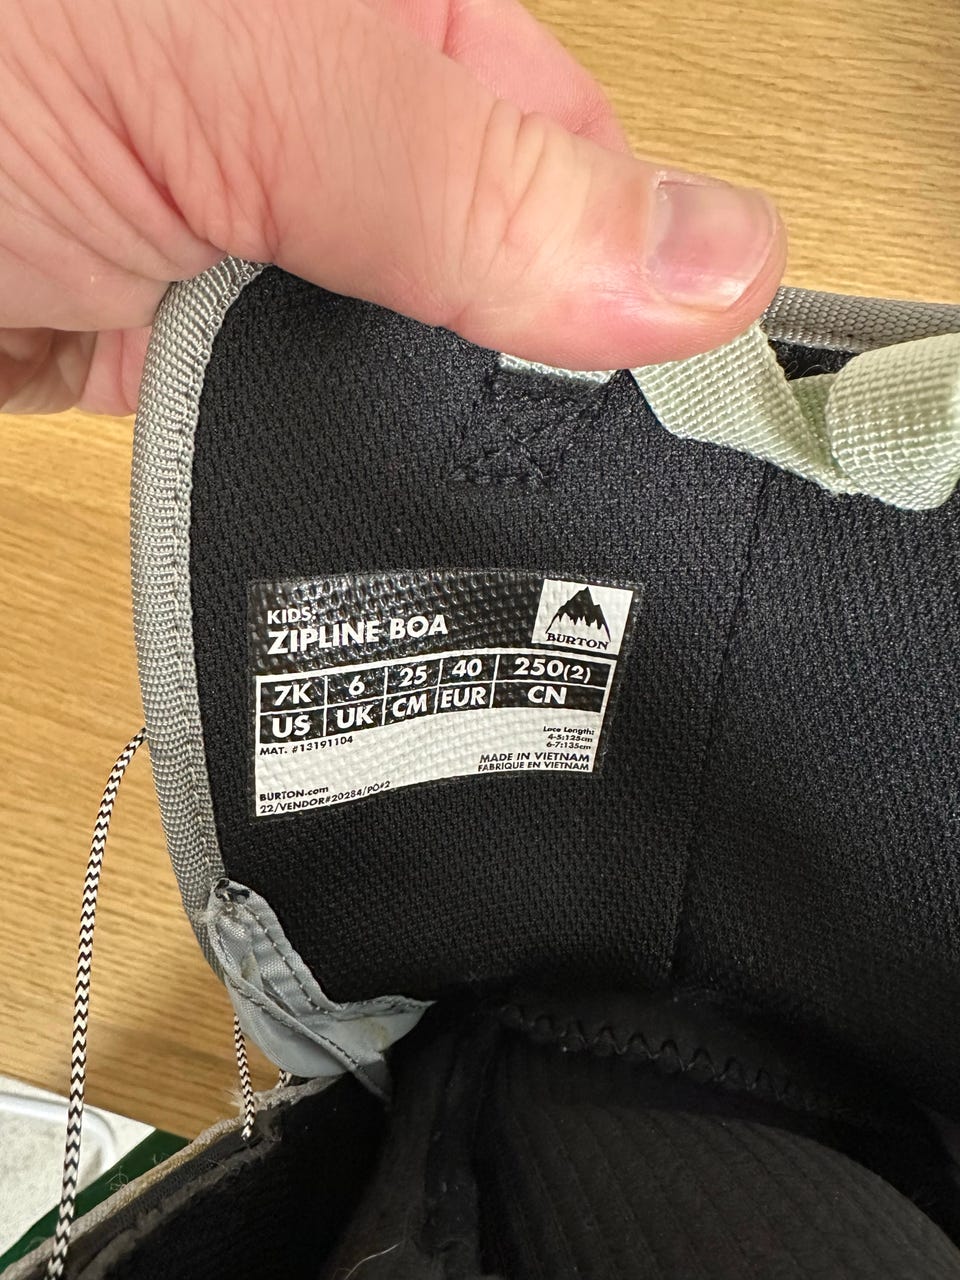 KIDS:
ZIPLINE BOA
BURTON
7K 6 25 40 250(2)
US UK CM EUR CN
MAT. #13191104
Lace Length:
4-5:125cm
6-7:135cm
MADE IN VIETNAM
FABRIQUE EN VIETNAM
BURTON.com
22/VENDOR#20284/PO#2